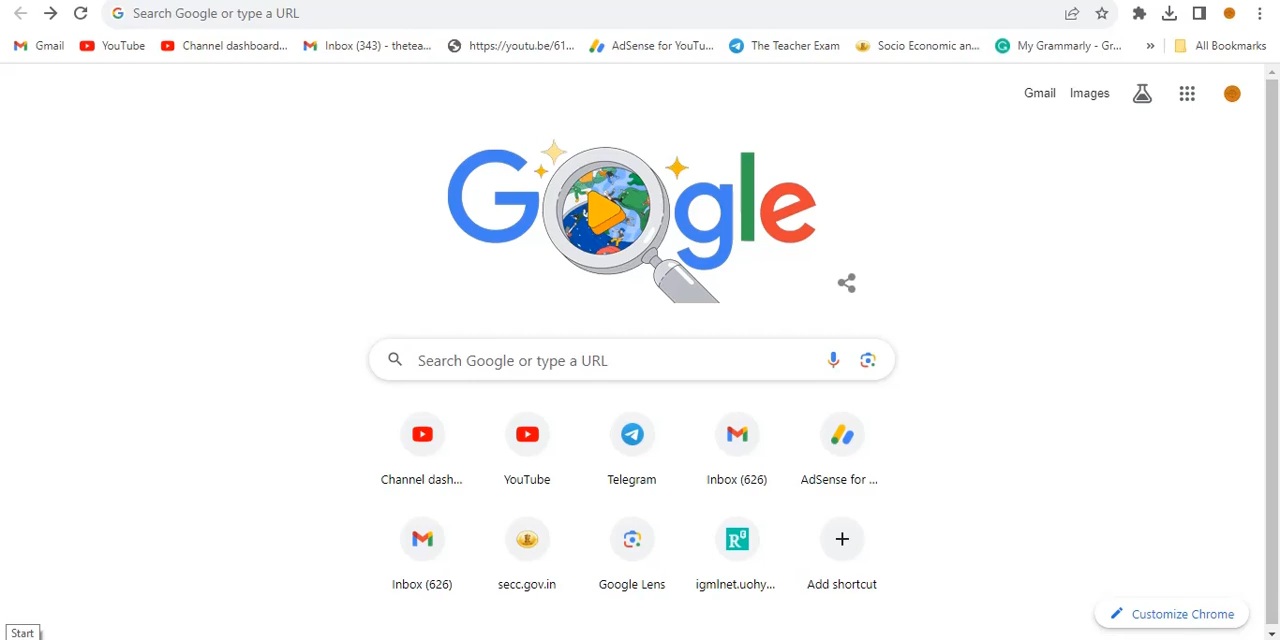 Search Google or type a URL
Gmail YouTube Channel dashboard... Inbox (343) - thetea... https://youtu.be/61... AdSense for YouTu... The Teacher Exam Socio Economic an... My Grammarly - Gr... » All Bookmarks
Gmail Images
Google
Search Google or type a URL
Channel dash... YouTube Telegram Inbox (626) AdSense for ...
Inbox (626) secc.gov.in Google Lens igmlnet.uohy... Add shortcut
Customize Chrome
Start